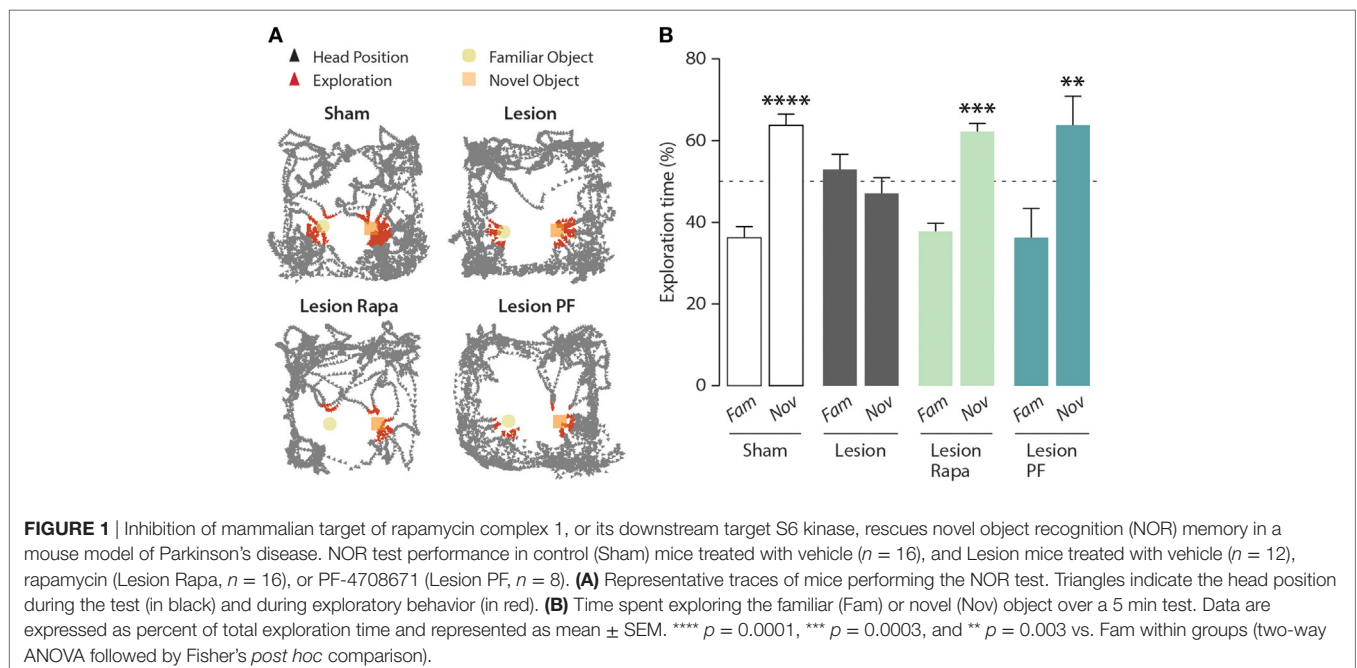 A
Head Position
Familiar Object
Exploration
Novel Object
Sham
Lesion
Lesion Rapa
Lesion PF
B
Exploration time (%)
80
60
40
20
0
****
***
**
Fam
Nov
Fam
Nov
Fam
Nov
Fam
Nov
Sham
Lesion
Lesion
Rapa
Lesion
PF
FIGURE 1 | Inhibition of mammalian target of rapamycin complex 1, or its downstream target S6 kinase, rescues novel object recognition (NOR) memory in a
mouse model of Parkinson’s disease. NOR test performance in control (Sham) mice treated with vehicle (n = 16), and Lesion mice treated with vehicle (n = 12),
rapamycin (Lesion Rapa, n = 16), or PF-4708671 (Lesion PF, n = 8). (A) Representative traces of mice performing the NOR test. Triangles indicate the head position
during the test (in black) and during exploratory behavior (in red). (B) Time spent exploring the familiar (Fam) or novel (Nov) object over a 5 min test. Data are
expressed as percent of total exploration time and represented as mean ± SEM. **** p = 0.0001, *** p = 0.0003, and ** p = 0.003 vs. Fam within groups (two-way
ANOVA followed by Fisher’s post hoc comparison).